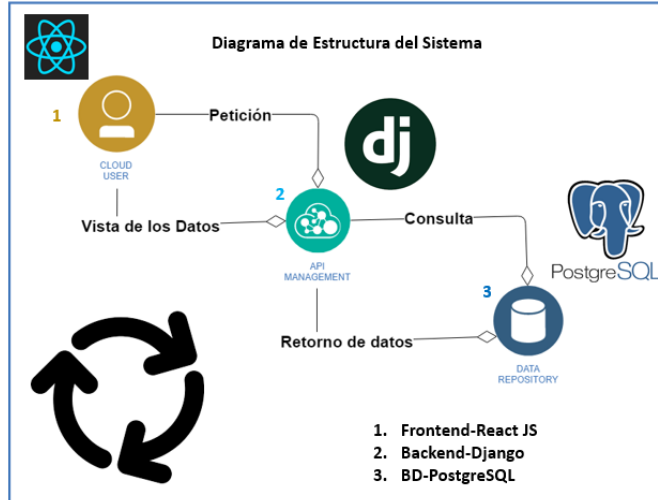 Diagrama de Estructura del Sistema
1
Petición
CLOUD
USER
dj
2
Vista de los Datos
Consulta
API
MANAGEMENT
PostgreSQL
3
Retorno de datos
DATA
REPOSITORY
1. Frontend-React JS
2. Backend-Django
3. BD-PostgreSQL